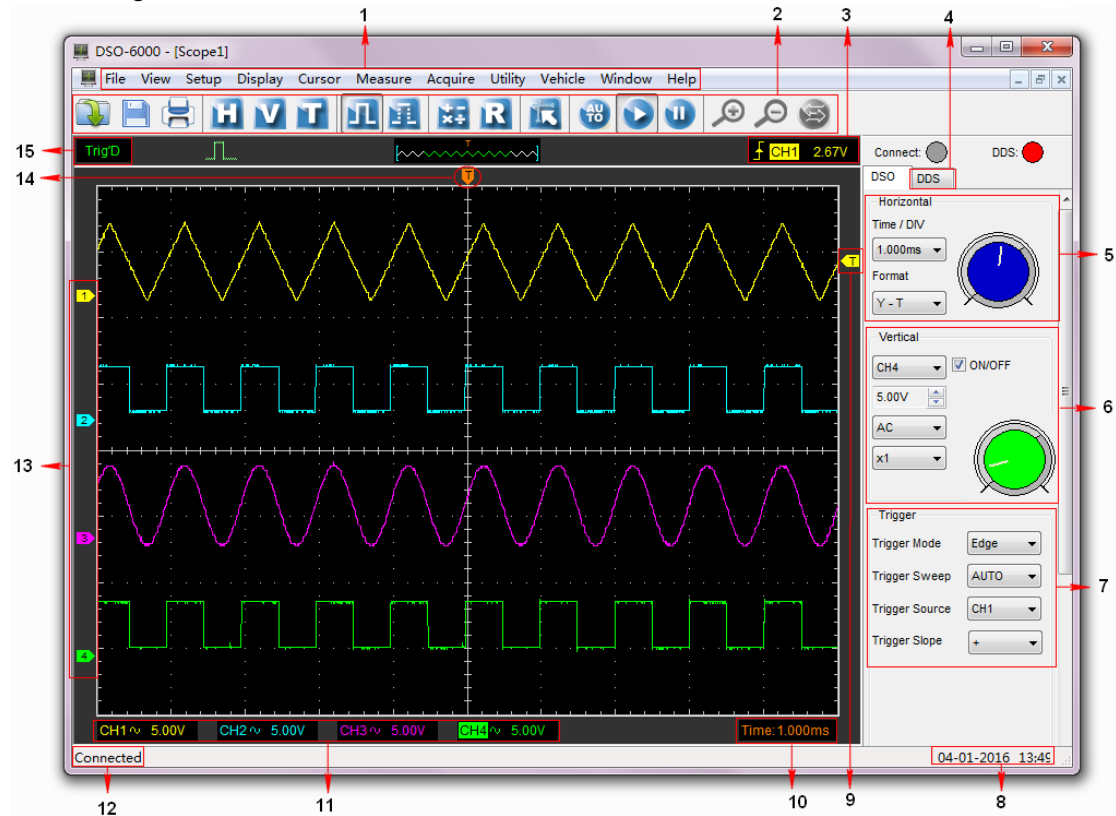 1 2 3 4
DSO-6000 - [Scope1]
File View Setup Display Cursor Measure Acquire Utility Vehicle Window Help
H V T R AUTO
15 Trig'D T CH1 2.67V Connect: DDS:
14 T DSO DDS
Horizontal
Time / DIV
T 1.000ms 5
Format
1 Y - T
Vertical
CH4 ON/OFF
5.00V 6
2 AC
13 x1
Trigger
3 Trigger Mode Edge
Trigger Sweep AUTO 7
Trigger Source CH1
Trigger Slope +
4
CH1 5.00V CH2 5.00V CH3 5.00V CH4 5.00V Time:1.000ms
Connected 04-01-2016 13:49
12 11 10 9 8